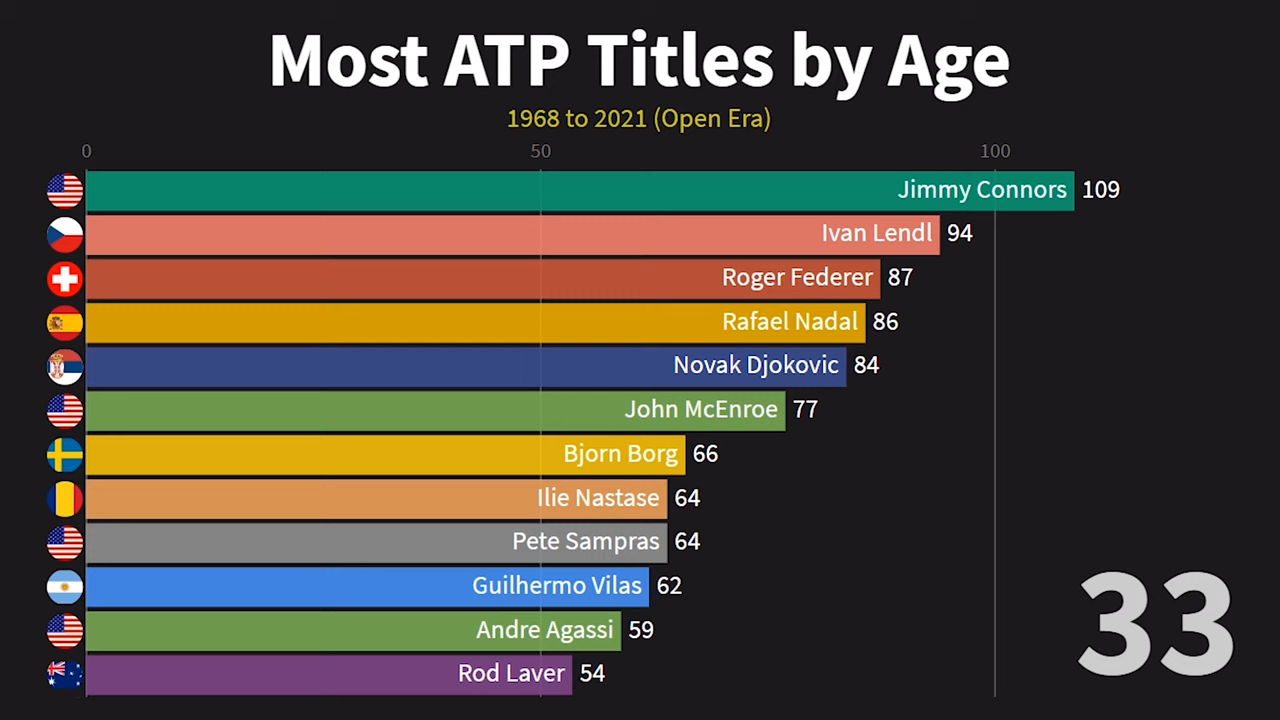 Most ATP Titles by Age
1968 to 2021 (Open Era)
0 50 100
Jimmy Connors 109
Ivan Lendl 94
Roger Federer 87
Rafael Nadal 86
Novak Djokovic 84
John McEnroe 77
Bjorn Borg 66
Ilie Nastase 64
Pete Sampras 64
Guilhermo Vilas 62
Andre Agassi 59
Rod Laver 54
33